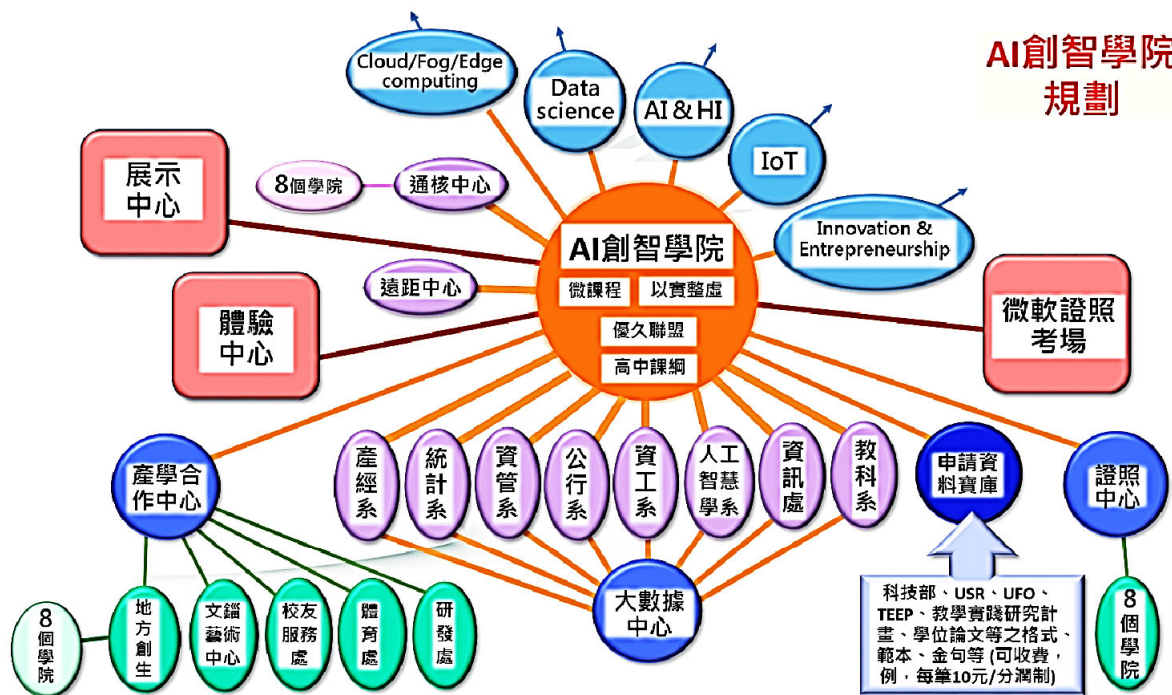 AI創智學院
規劃
Cloud/Fog/Edge
computing
Data
science
AI & HI
IoT
Innovation &
Entrepreneurship
展示
中心
8個學院
通核中心
遠距中心
體驗
中心
AI創智學院
微課程
以實整虛
優久聯盟
高中課綱
微軟證照
考場
產學合
作中心
產經系
統計系
資管系
公行系
資工系
人工
智慧
學系
資訊處
教科系
申請資
料寶庫
證照
中心
大數據
中心
8個學院
地方創生
文錙
藝術
中心
校友
服務
處
體育處
研發處
科技部、USR、UFO、
TEEP、教學實踐研究計
畫、學位論文等之格式、
範本、金句等 (可收費，
例，每筆10元/分潤制)
8個學院